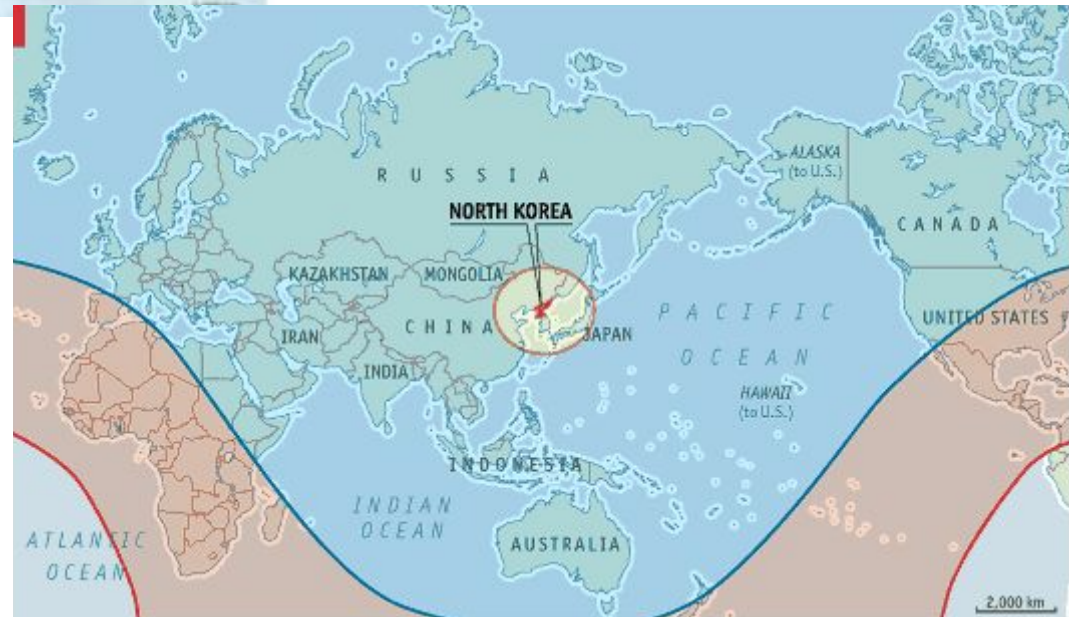 RUSSIA
ALASKA
(to U.S.)
NORTH KOREA
CANADA
KAZAKHSTAN
MONGOLIA
PACIFIC
OCEAN
UNITED STATES
CHINA
JAPAN
IRAN
INDIA
HAWAII
(to U.S.)
INDONESIA
INDIAN
OCEAN
AUSTRALIA
ATLANTIC
OCEAN
2,000 km